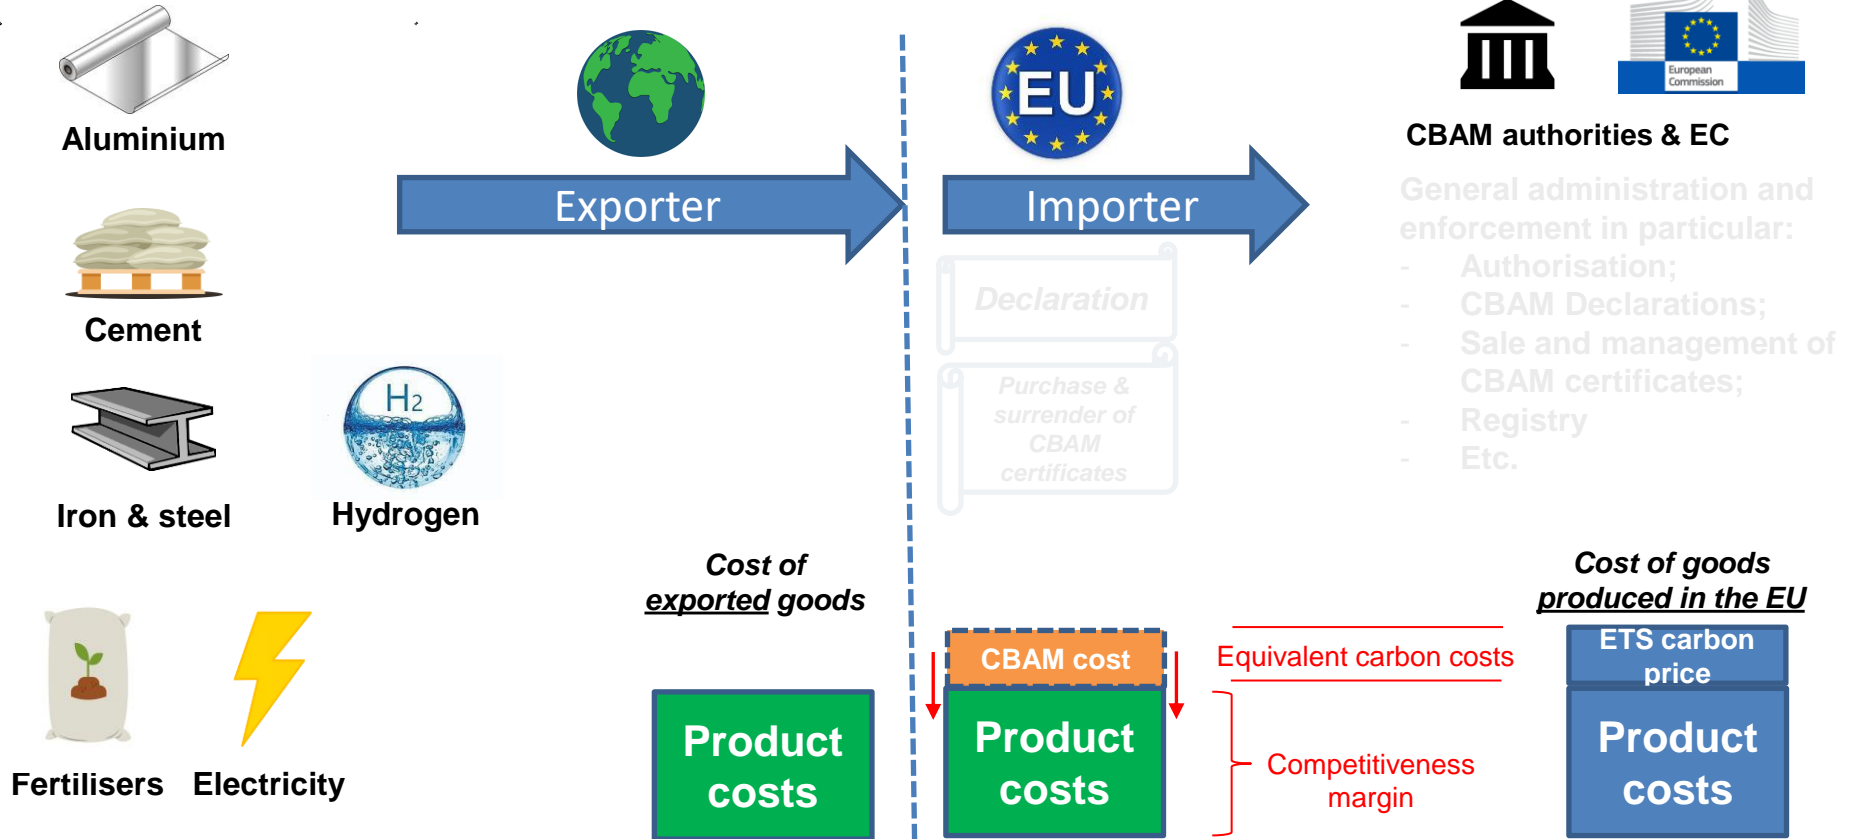 Aluminium
Cement
Iron & steel
H2
Hydrogen
Fertilisers
Electricity
Exporter
EU
Importer
Declaration
Purchase &
surrender of
CBAM
certificates
European
Commission
CBAM authorities & EC
General administration and
enforcement in particular:
- Authorisation;
- CBAM Declarations;
- Sale and management of
CBAM certificates;
- Registry
- Etc.
Cost of
exported goods
Product
costs
CBAM cost
Product
costs
Equivalent carbon costs
Competitiveness
margin
Cost of goods
produced in the EU
ETS carbon
price
Product
costs